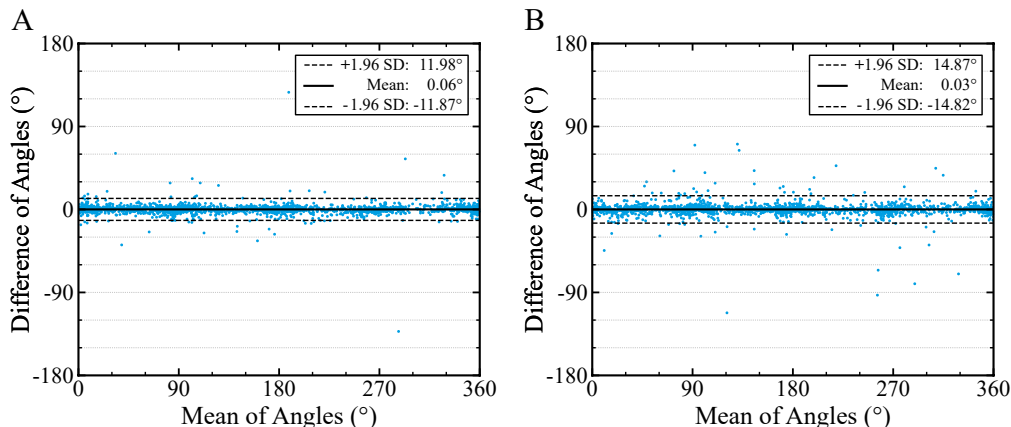 A
B
180
90
0
-90
-180
Difference of Angles (°)
+1.96 SD: 11.98°
Mean: 0.06°
-1.96 SD: -11.87°
0 90 180 270 360
Mean of Angles (°)
180
90
0
-90
-180
Difference of Angles (°)
+1.96 SD: 14.87°
Mean: 0.03°
-1.96 SD: -14.82°
0 90 180 270 360
Mean of Angles (°)